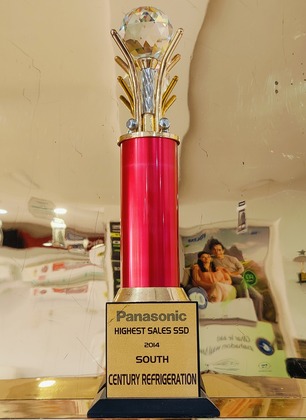 Panasonic
HIGHEST SALES SSD
2014
SOUTH
CENTURY REFRIGERATION